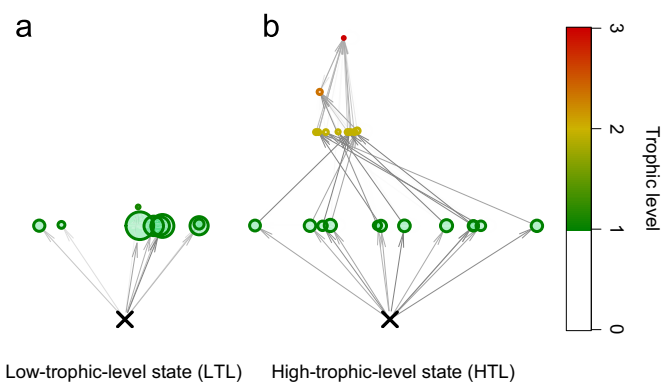 a
b
3
2
1
0
Trophic level
Low-trophic-level state (LTL)
High-trophic-level state (HTL)